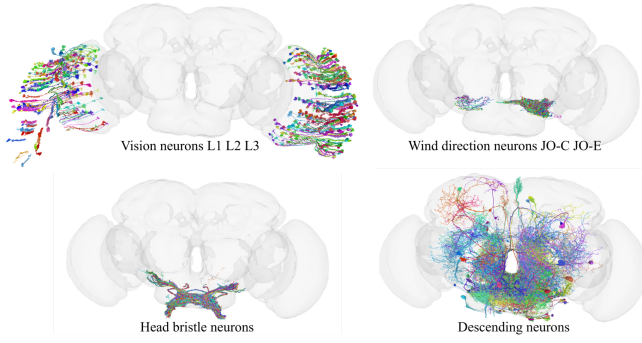 Vision neurons L1 L2 L3
Wind direction neurons JO-C JO-E
Head bristle neurons
Descending neurons